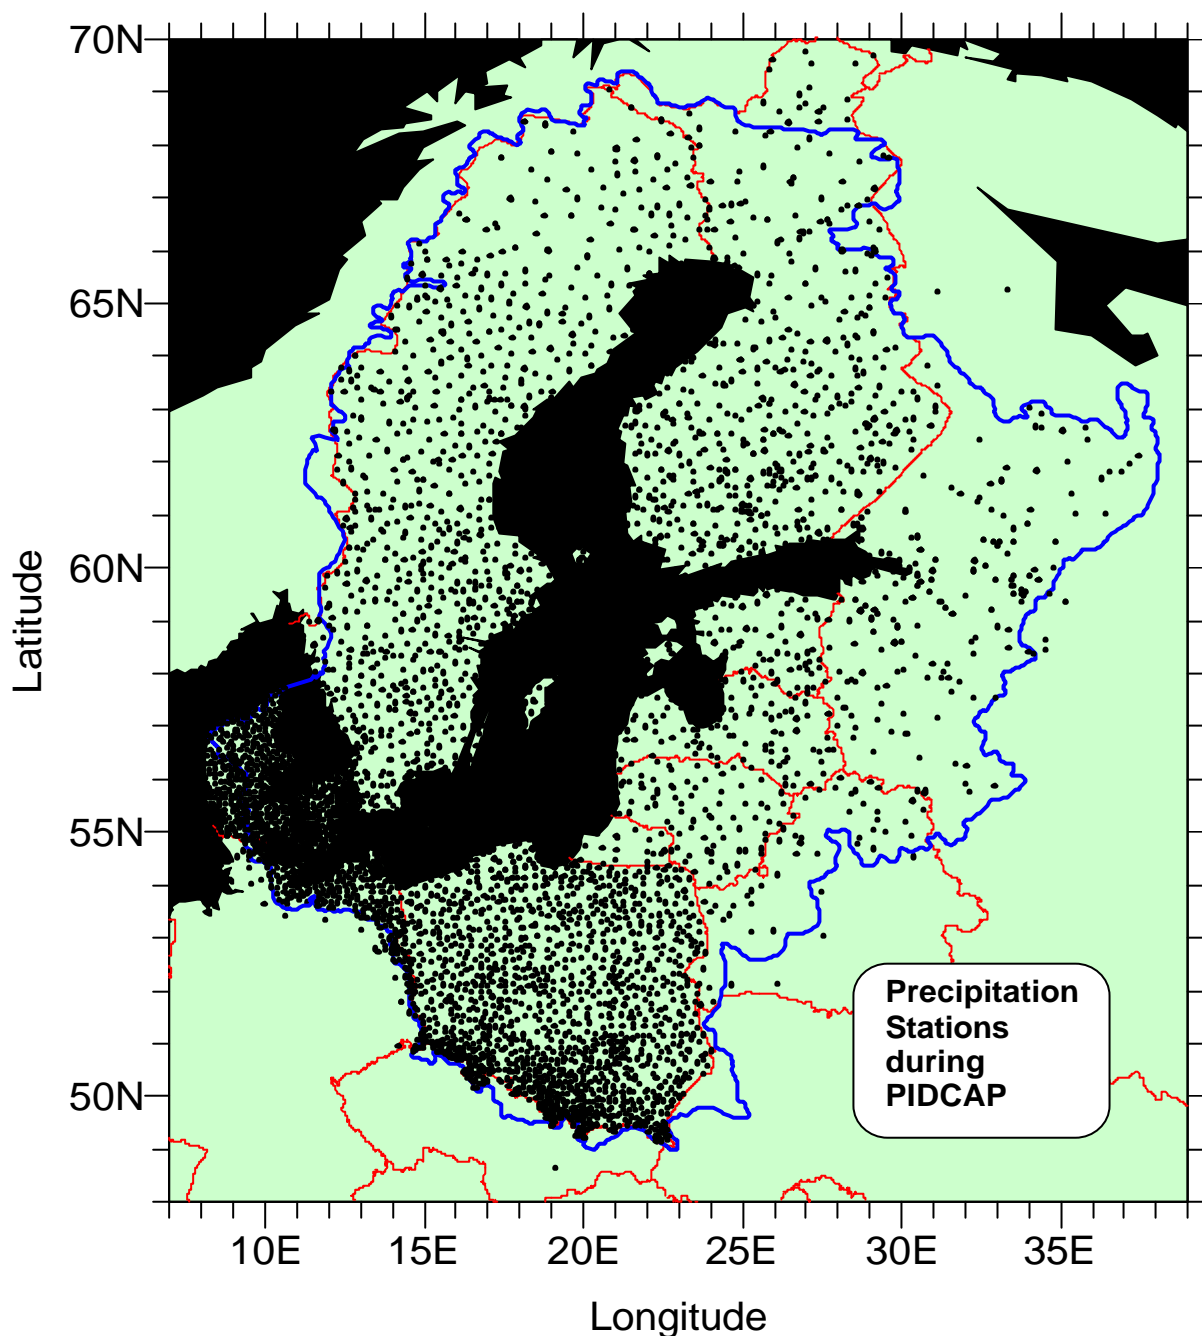 70N
65N
60N
55N
50N
Latitude
Precipitation
Stations
during
PIDCAP
10E 15E 20E 25E 30E 35E
Longitude